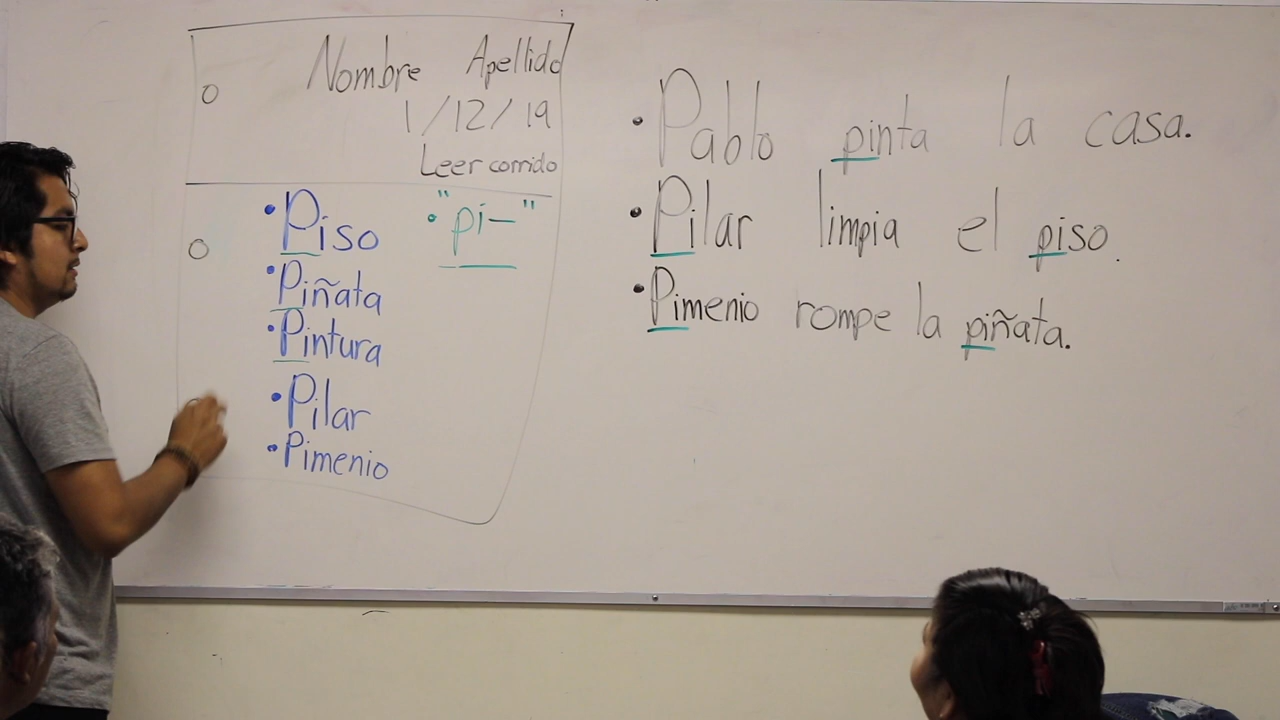 Nombre Apellido
1/12/19
Leer corrido
• Piso
• Piñata
• Pintura
• Pilar
• Pimenio
• "pi–"
• Pablo pinta la casa.
• Pilar limpia el piso.
• Pimenio rompe la piñata.